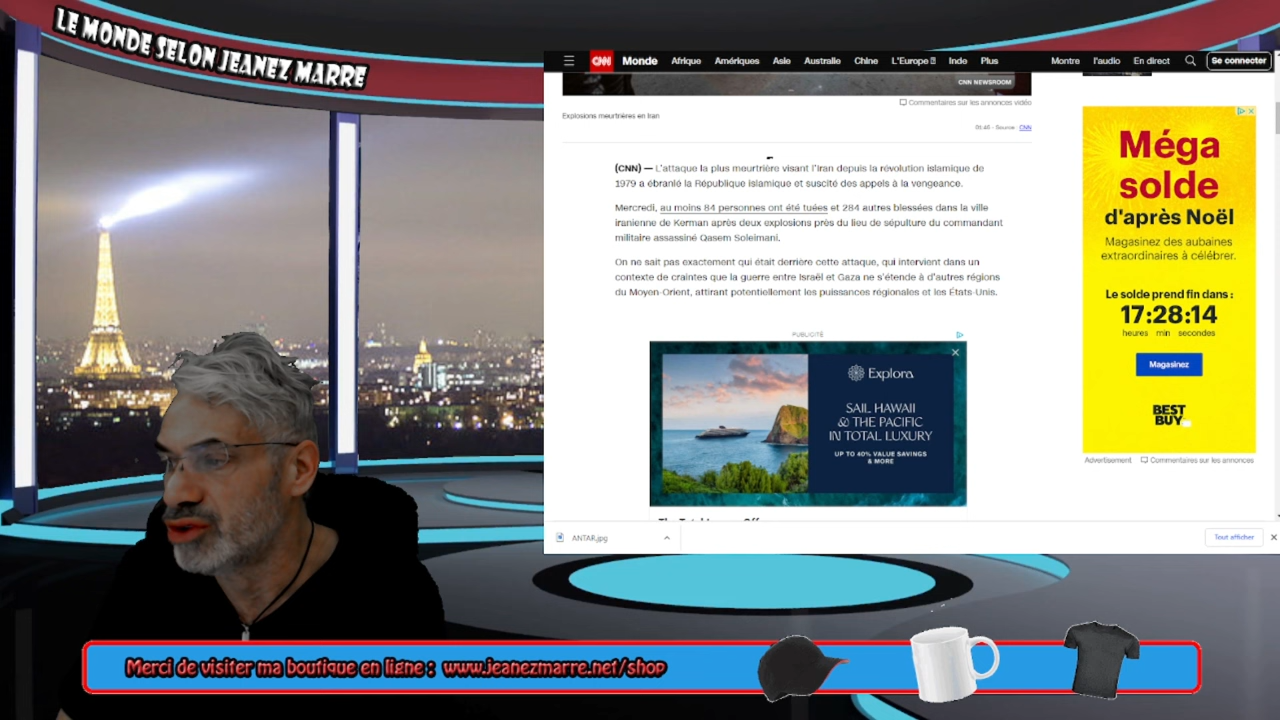 LE MONDE SELON JEANEZ MARRE
CNN Monde Afrique Amériques Asie Australie Chine L'Europe Inde Plus Montre l'audio En direct Se connecter
CNN NEWSROOM
Commentaires sur les annonces vidéo
Explosions meurtrières en Iran
Source CNN
(CNN) — L'attaque la plus meurtrière visant l'Iran depuis la révolution islamique de
1979 a ébranlé la République islamique et suscité des appels à la vengeance.
Mercredi, au moins 84 personnes ont été tuées et 284 autres blessées dans la ville
iranienne de Kerman après deux explosions près du lieu de sépulture du commandant
militaire assassiné Qasem Soleimani.
On ne sait pas exactement qui était derrière cette attaque, qui intervient dans un
contexte de craintes que la guerre entre Israël et Gaza ne s'étende à d'autres régions
du Moyen-Orient, attirant potentiellement les puissances régionales et les États-Unis.
PUBLICITÉ
Explora
SAIL HAWAII
& THE PACIFIC
IN TOTAL LUXURY
UP TO 40% VALUE SAVINGS
& MORE
Méga
solde
d'après Noël
Magasinez des aubaines
extraordinaires à célébrer.
Le solde prend fin dans :
17:28:14
heures min secondes
Magasinez
BEST
BUY
Advertisement Commentaires sur les annonces
ANTAR.jpg
Tout afficher
Merci de visiter ma boutique en ligne : www.jeanezmarre.net/shop